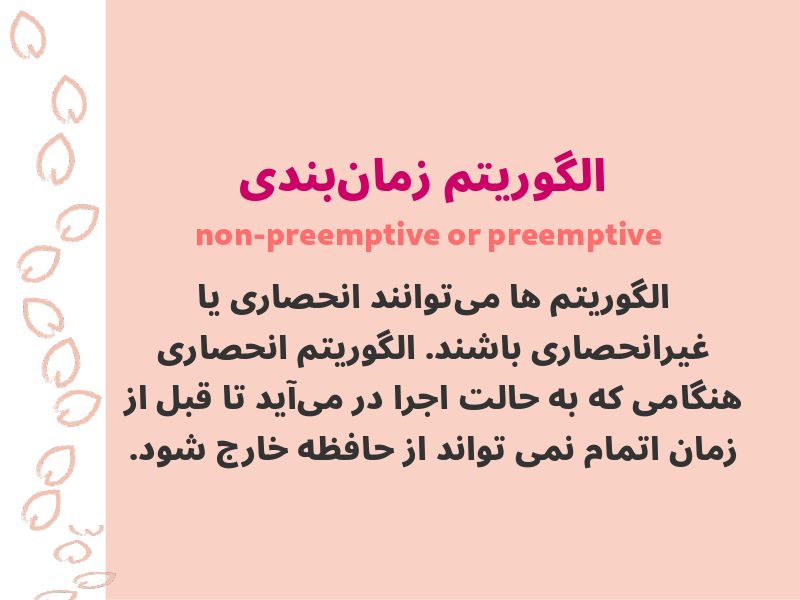 الگوریتم زمان‌بندی
non-preemptive or preemptive
الگوریتم ها می‌توانند انحصاری یا
غیرانحصاری باشند. الگوریتم انحصاری
هنگامی که به حالت اجرا در می‌آید تا قبل از
زمان اتمام نمی تواند از حافظه خارج شود.